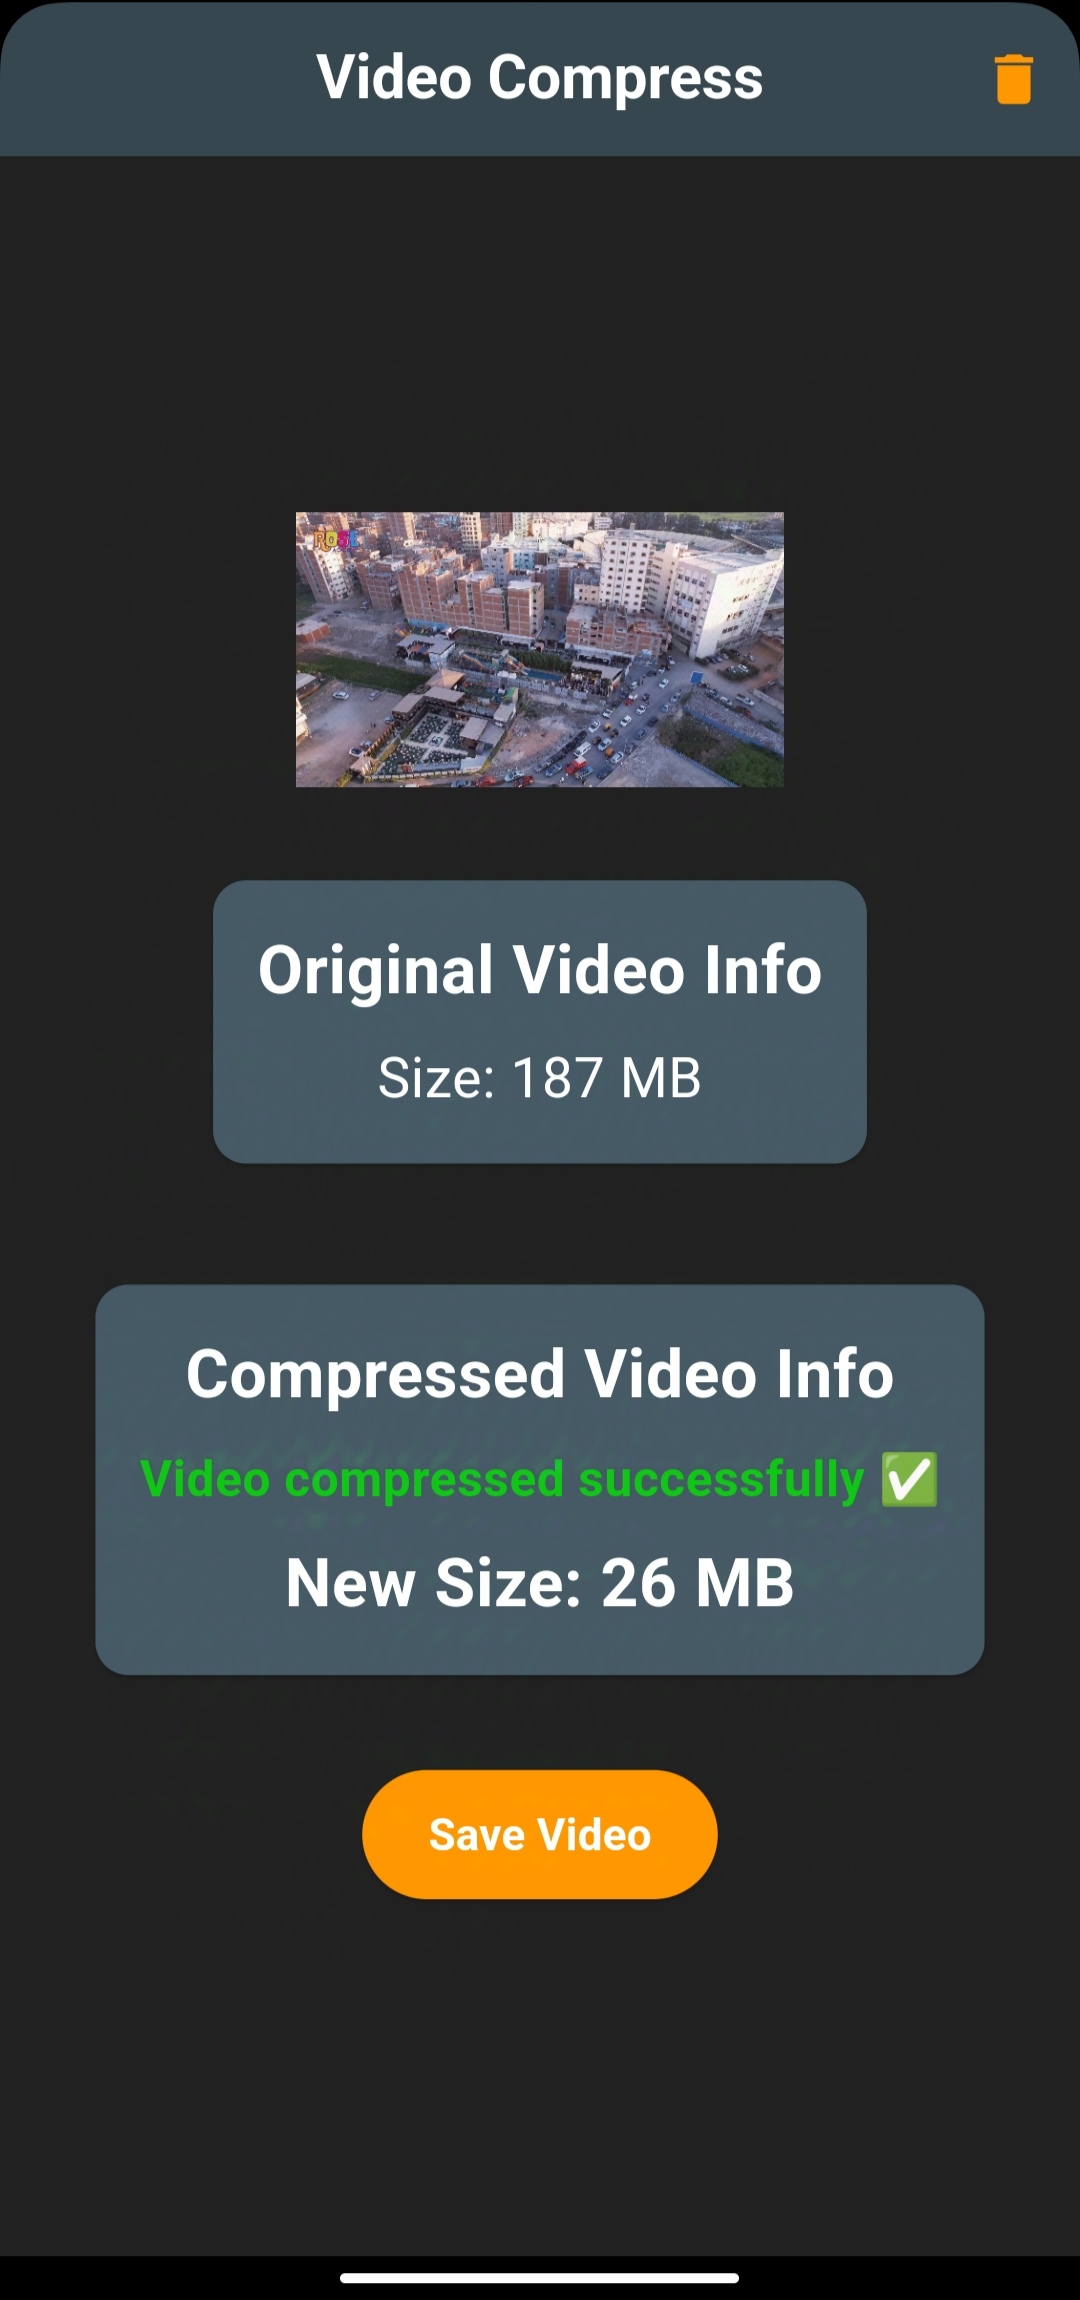 Video Compress
ROSE
Original Video Info
Size: 187 MB
Compressed Video Info
Video compressed successfully ✅
New Size: 26 MB
Save Video